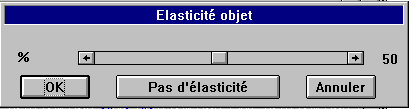 Elasticité objet
% 50
OK Pas d'élasticité Annuler